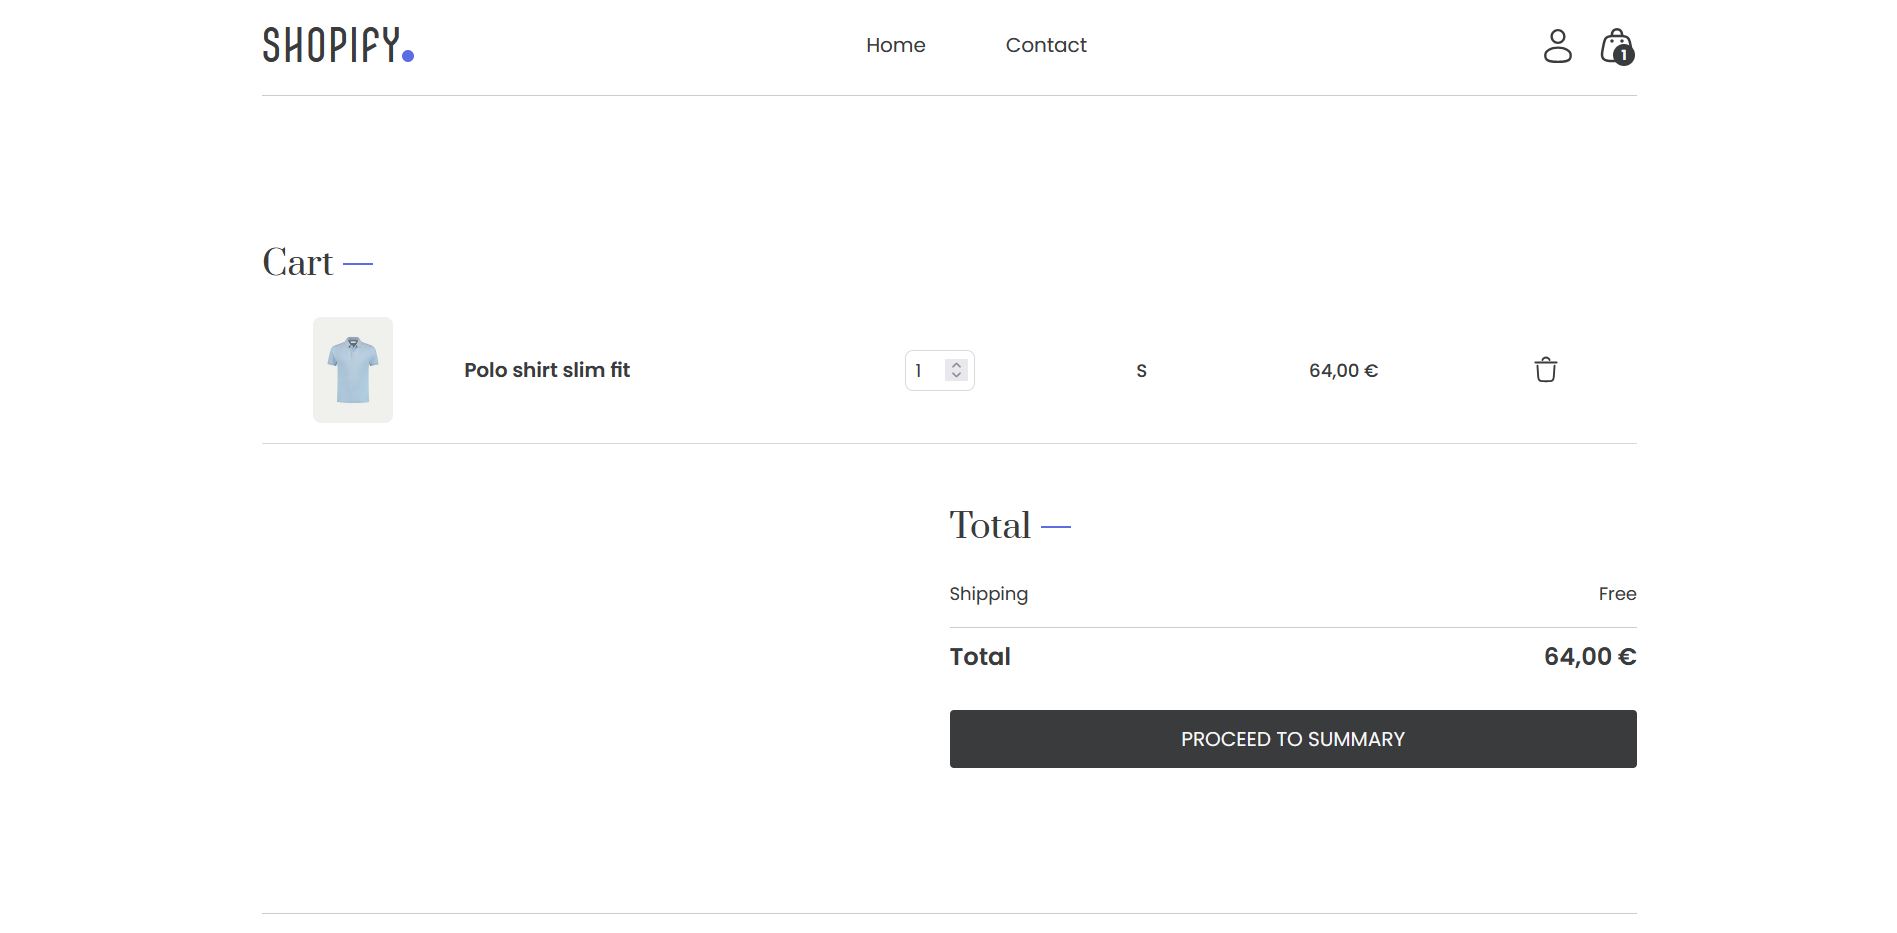 SHOPIFY.
Home
Contact
1
Cart
Polo shirt slim fit 1 S 64,00 €
Total
Shipping Free
Total 64,00 €
PROCEED TO SUMMARY